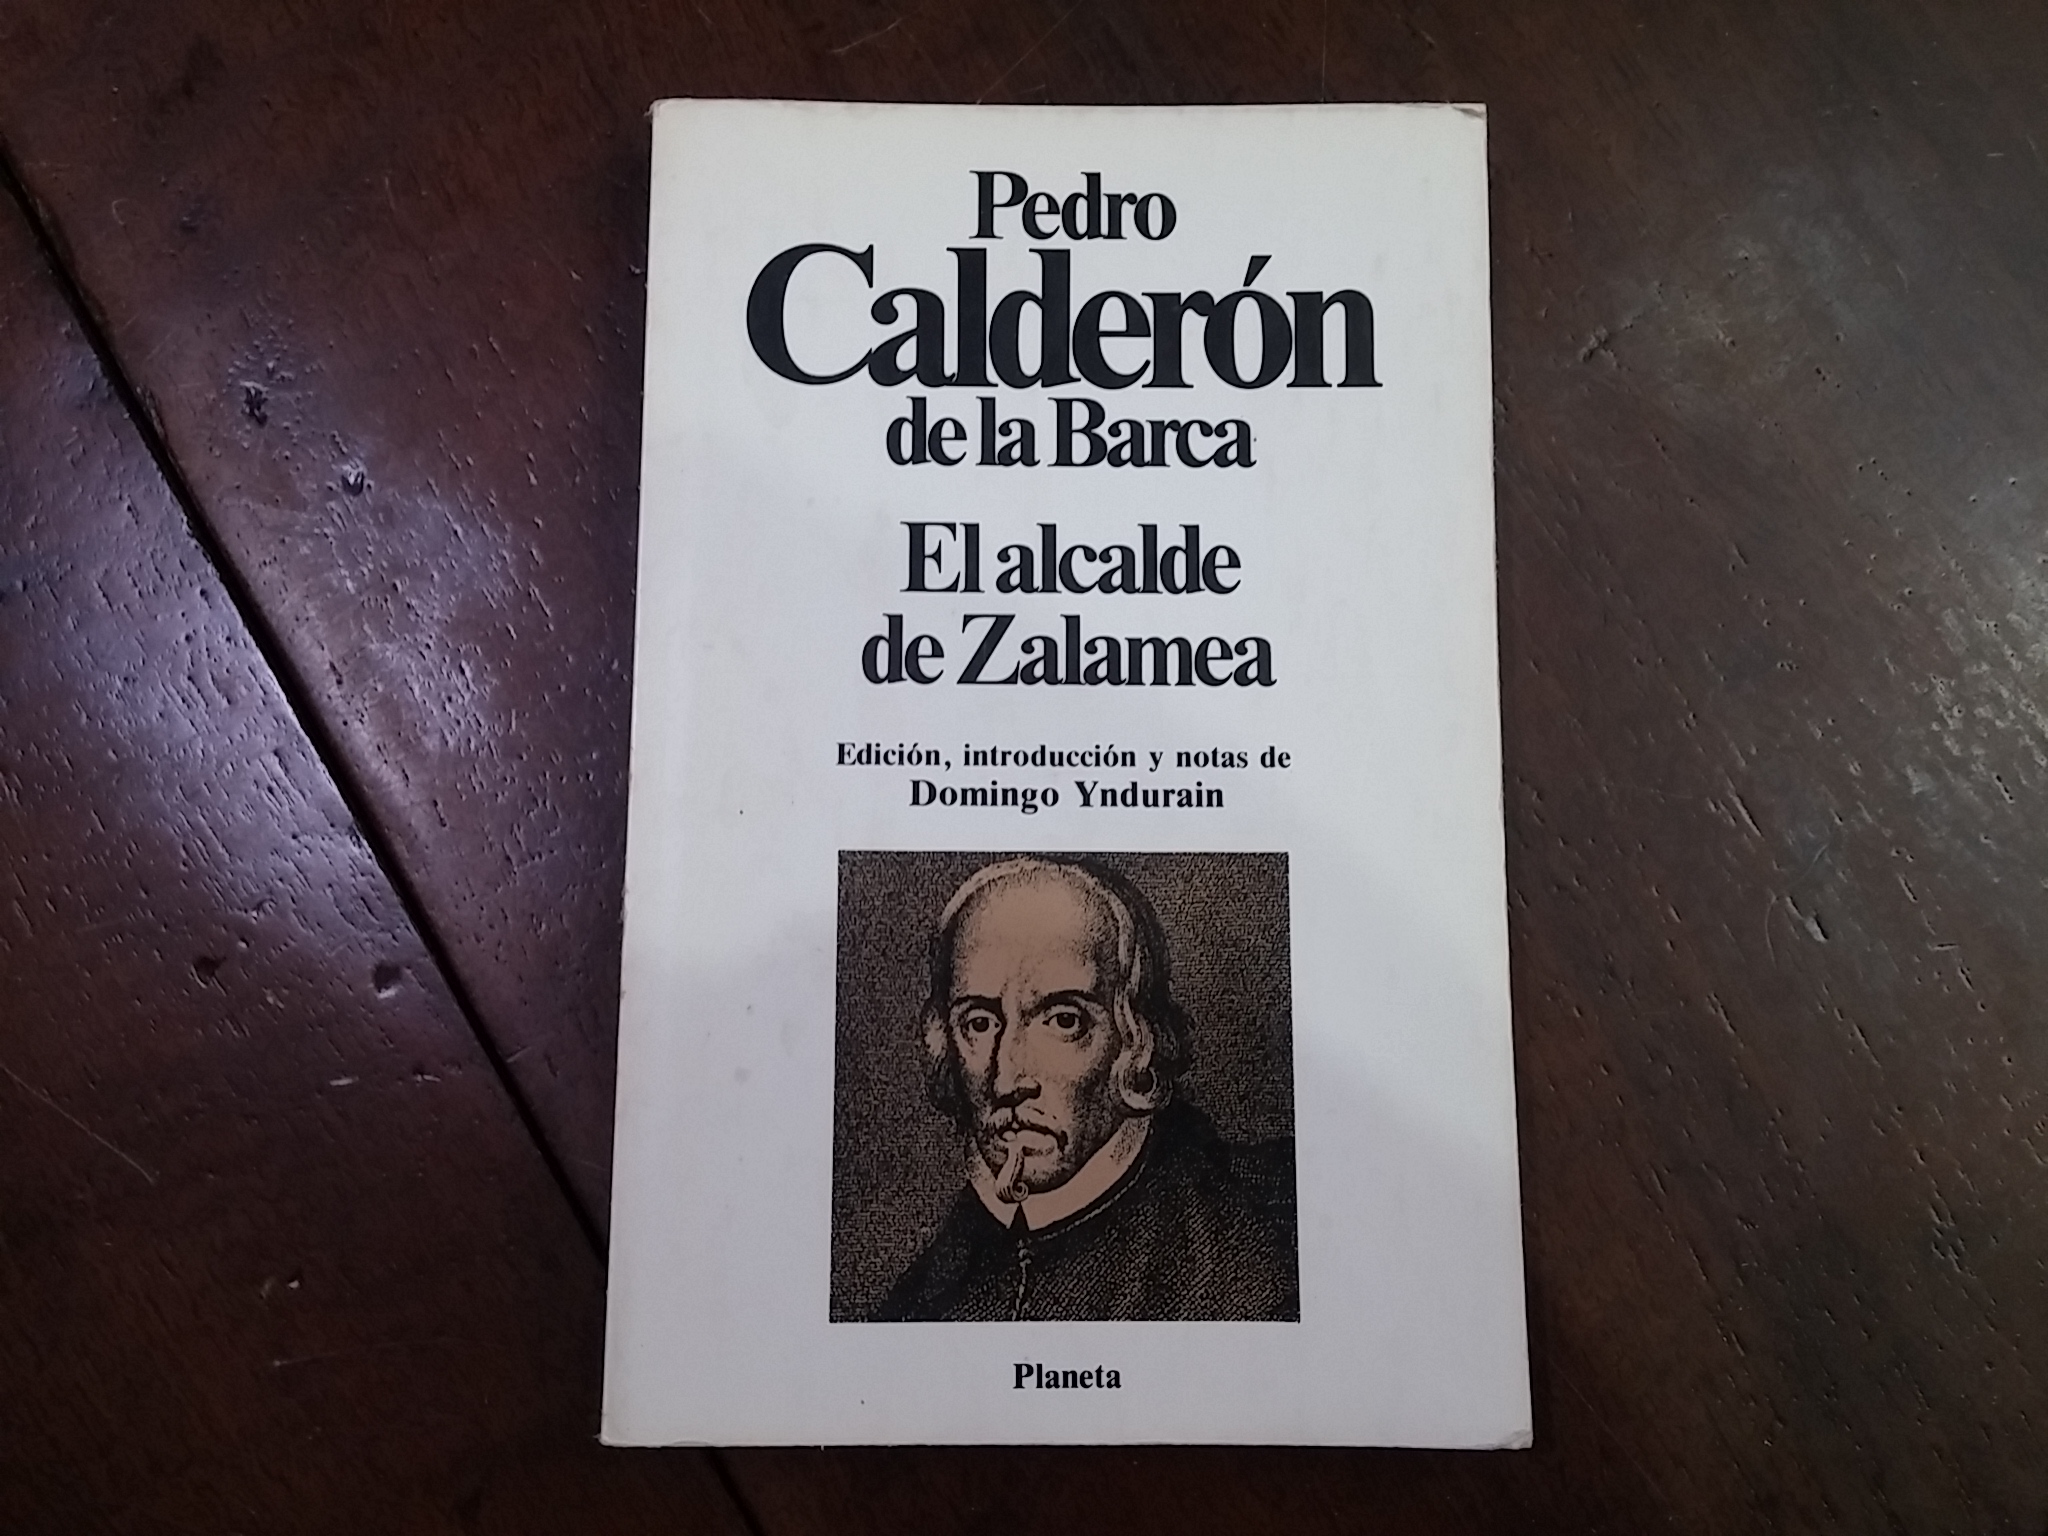 Pedro
Calderón
de la Barca
El alcalde
de Zalamea
Edición, introducción y notas de
Domingo Yndurain
Planeta